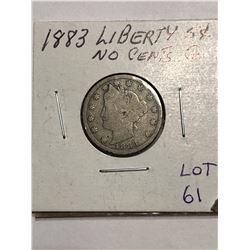 1883 LIBERTY 5¢
NO CENTS
LOT
61